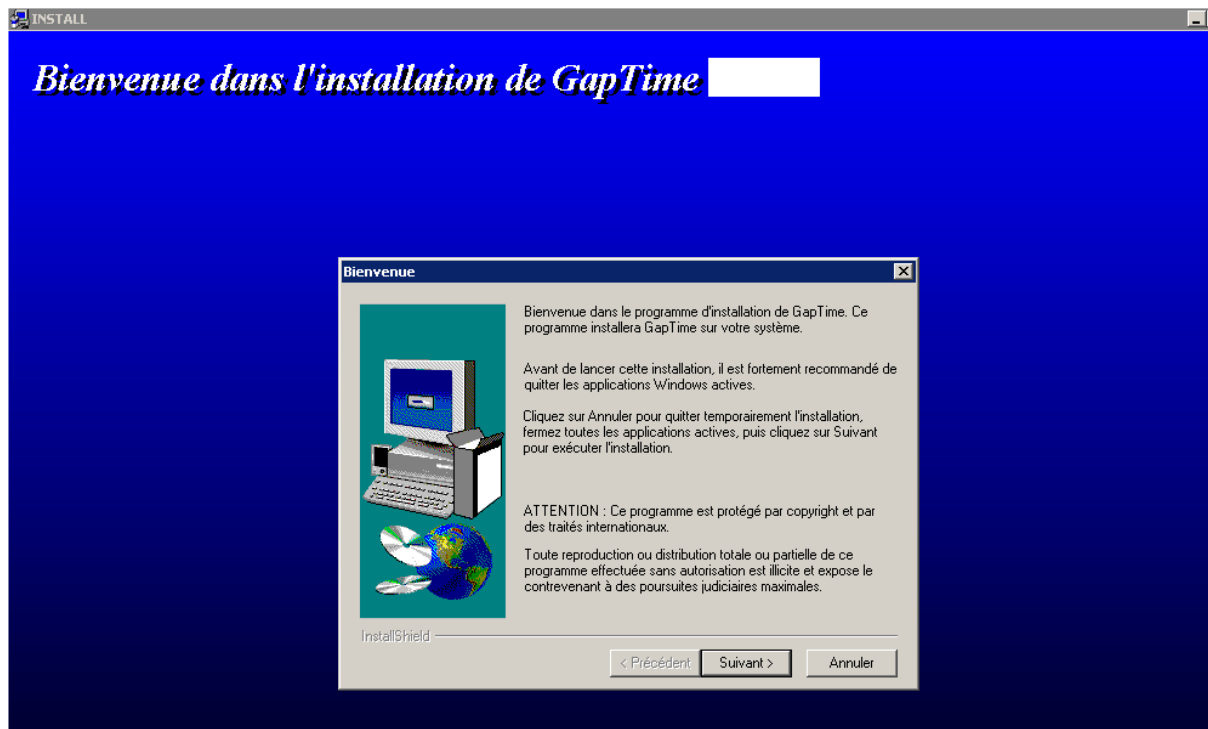 INSTALL
Bienvenue dans l'installation de GapTime
Bienvenue
Bienvenue dans le programme d'installation de GapTime. Ce
programme installera GapTime sur votre système.
Avant de lancer cette installation, il est fortement recommandé de
quitter les applications Windows actives.
Cliquez sur Annuler pour quitter temporairement l'installation,
fermez toutes les applications actives, puis cliquez sur Suivant
pour exécuter l'installation.
ATTENTION : Ce programme est protégé par copyright et par
des traités internationaux.
Toute reproduction ou distribution totale ou partielle de ce
programme effectuée sans autorisation est illicite et expose le
contrevenant à des poursuites judiciaires maximales.
InstallShield
< Précédent
Suivant >
Annuler